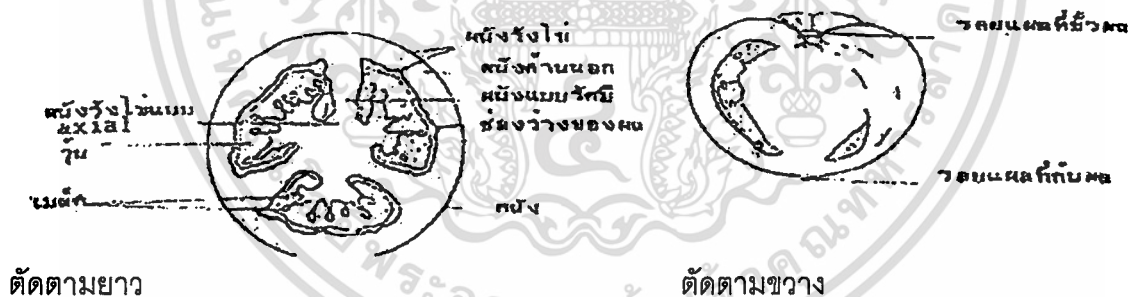 ผนังรังไข่
ผนังด้านนอก
ผนังแบบรัศมี
ช่องว่างของผล
ผนัง
ผนังรังไข่แบบ
axial
วุ้น
เมล็ด
รอยแผลที่ขั้วผล
รอยแผลที่ก้นผล
ตัดตามยาว
ตัดตามขวาง